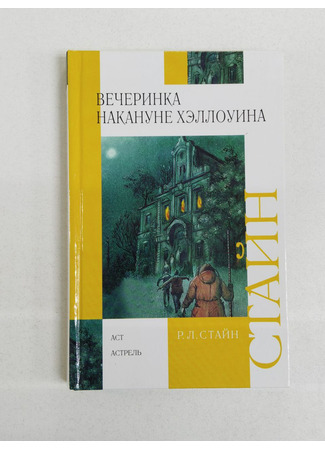 ВЕЧЕРИНКА
НАКАНУНЕ ХЭЛЛОУИНА
СТАЙН
Р. Л. СТАЙН
АСТ
АСТРЕЛЬ